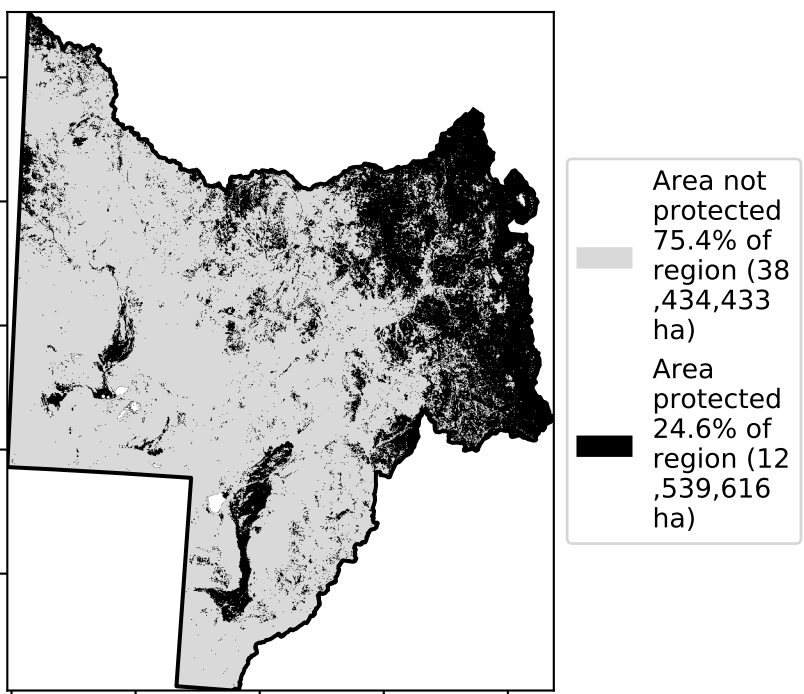 Area not
protected
75.4% of
region (38
,434,433
ha)
Area
protected
24.6% of
region (12
,539,616
ha)